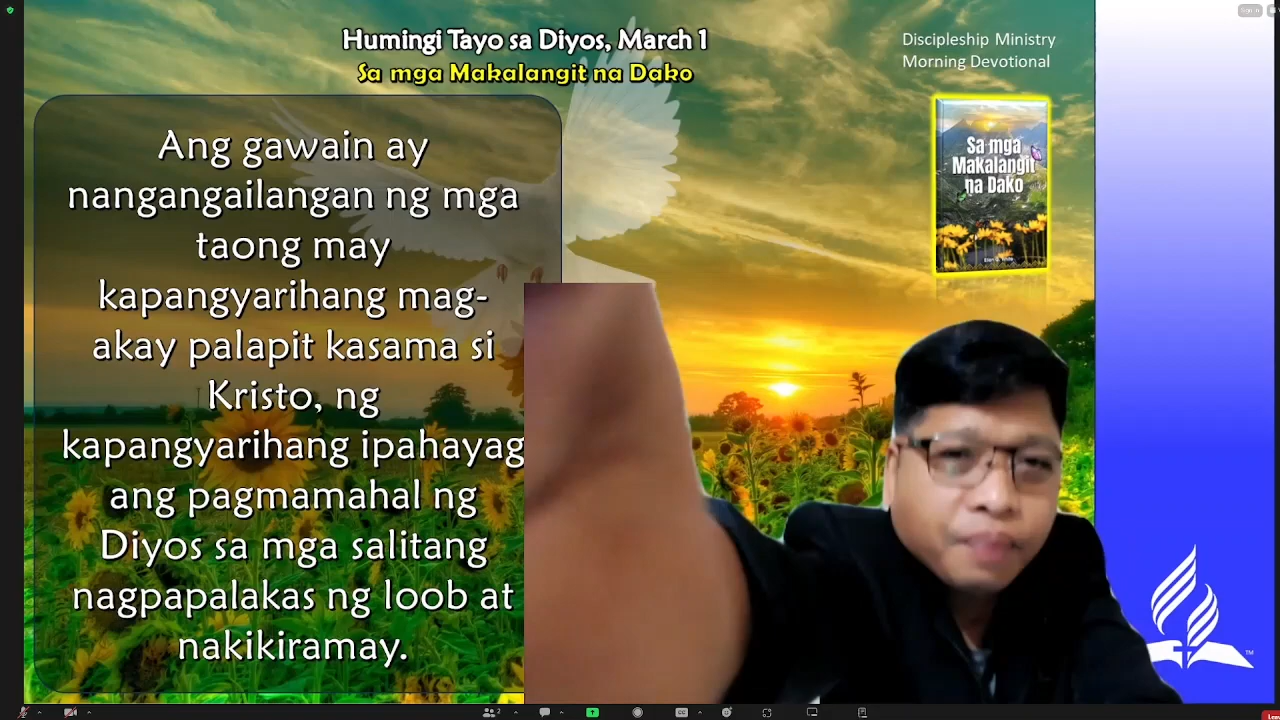 Humingi Tayo sa Diyos, March 1
Sa mga Makalangit na Dako
Discipleship Ministry
Morning Devotional
Sa mga
Makalangit
na Dako
Ang gawain ay
nangangailangan ng mga
taong may
kapangyarihang mag-
akay palapit kasama si
Kristo, ng
kapangyarihang ipahayag
ang pagmamahal ng
Diyos sa mga salitang
nagpapalakas ng loob at
nakikiramay.
TM
2